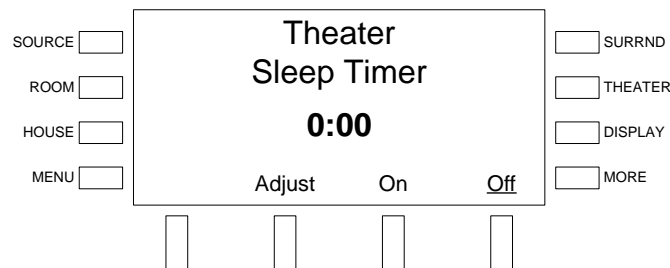 Theater
Sleep Timer
0:00
Adjust On Off
SOURCE
ROOM
HOUSE
MENU
SURRND
THEATER
DISPLAY
MORE